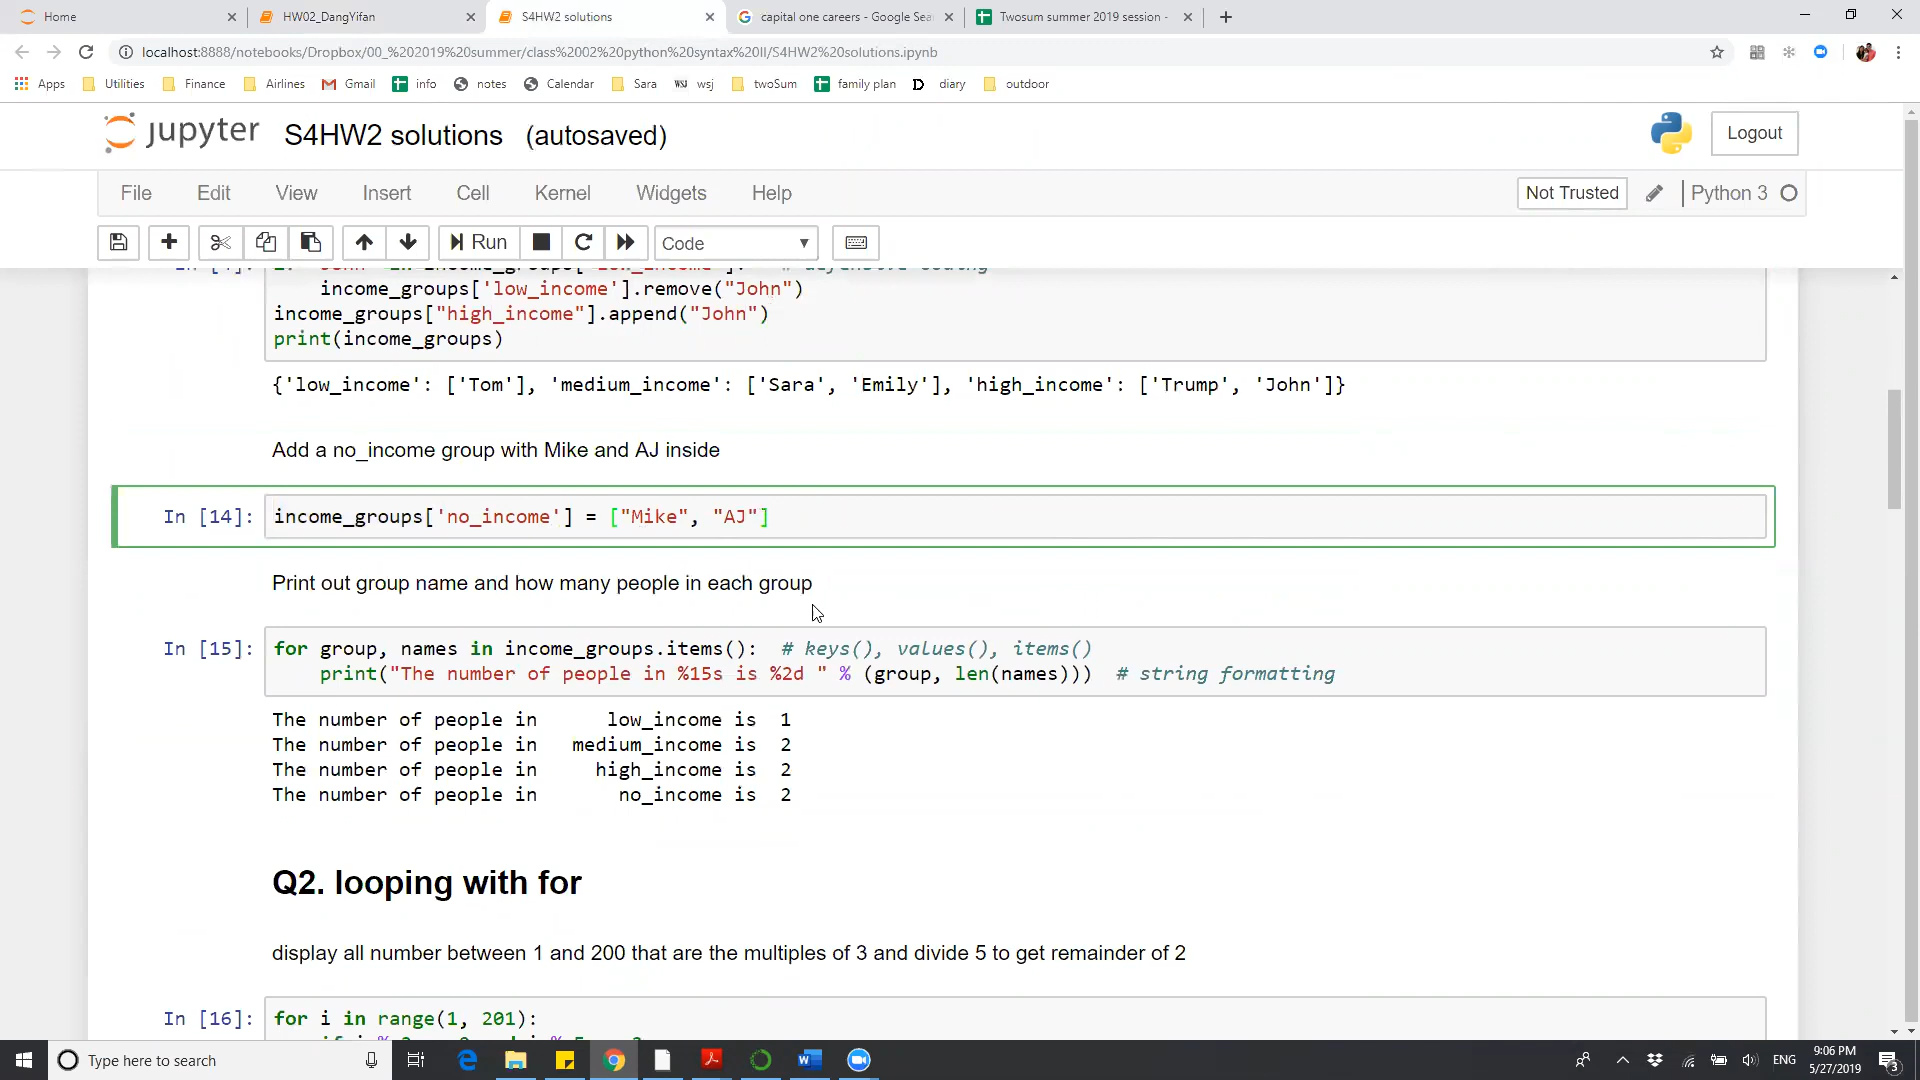 Home
HW02_DangYifan
S4HW2 solutions
capital one careers - Google Sea
Twosum summer 2019 session -
localhost:8888/notebooks/Dropbox/00_%202019%20summer/class%2002%20python%20syntax%20II/S4HW2%20solutions.ipynb
Apps Utilities Finance Airlines Gmail info notes Calendar Sara WSJ wsj twoSum family plan D diary outdoor
jupyter S4HW2 solutions (autosaved)
Logout
File Edit View Insert Cell Kernel Widgets Help
Not Trusted Python 3
Run Code
income_groups['low_income'].remove("John")
income_groups["high_income"].append("John")
print(income_groups)
{'low_income': ['Tom'], 'medium_income': ['Sara', 'Emily'], 'high_income': ['Trump', 'John']}
Add a no_income group with Mike and AJ inside
In [14]: income_groups['no_income'] = ["Mike", "AJ"]
Print out group name and how many people in each group
In [15]: for group, names in income_groups.items(): # keys(), values(), items()
print("The number of people in %15s is %2d " % (group, len(names))) # string formatting
The number of people in low_income is 1
The number of people in medium_income is 2
The number of people in high_income is 2
The number of people in no_income is 2
Q2. looping with for
display all number between 1 and 200 that are the multiples of 3 and divide 5 to get remainder of 2
In [16]: for i in range(1, 201):
Type here to search
ENG
9:06 PM
5/27/2019
3